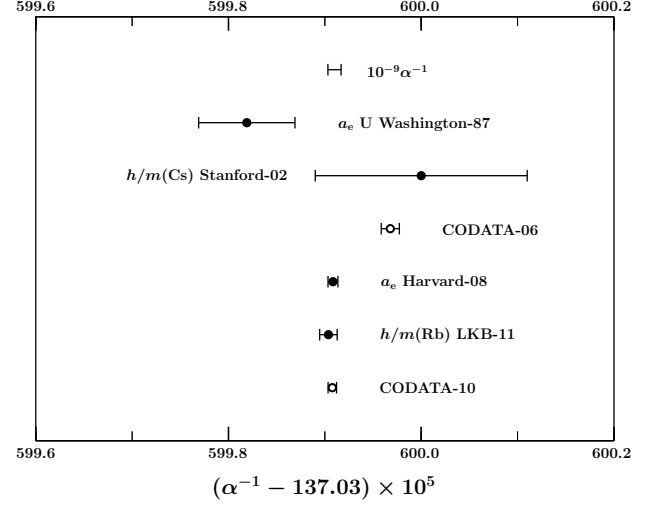 599.6 599.8 600.0 600.2
10⁻⁹α⁻¹
aₑ U Washington-87
h/m(Cs) Stanford-02
CODATA-06
aₑ Harvard-08
h/m(Rb) LKB-11
CODATA-10
599.6 599.8 600.0 600.2
(α⁻¹ − 137.03) × 10⁵